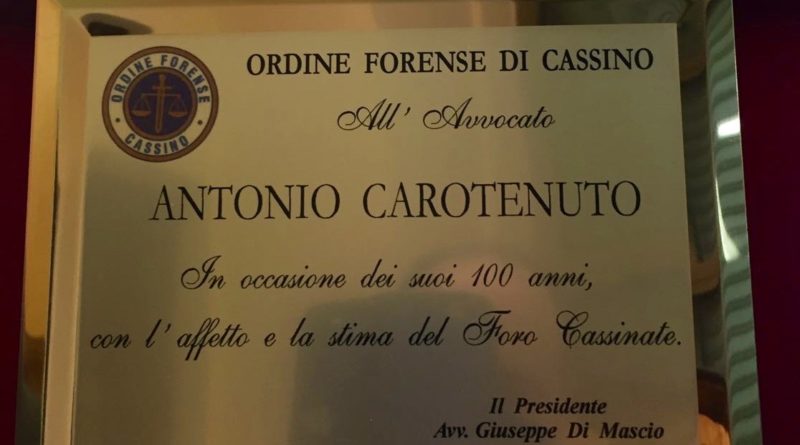 ORDINE FORENSE
CASSINO
ORDINE FORENSE DI CASSINO
All' Avvocato
ANTONIO CAROTENUTO
In occasione dei suoi 100 anni,
con l' affetto e la stima del Foro Cassinate.
Il Presidente
Avv. Giuseppe Di Mascio